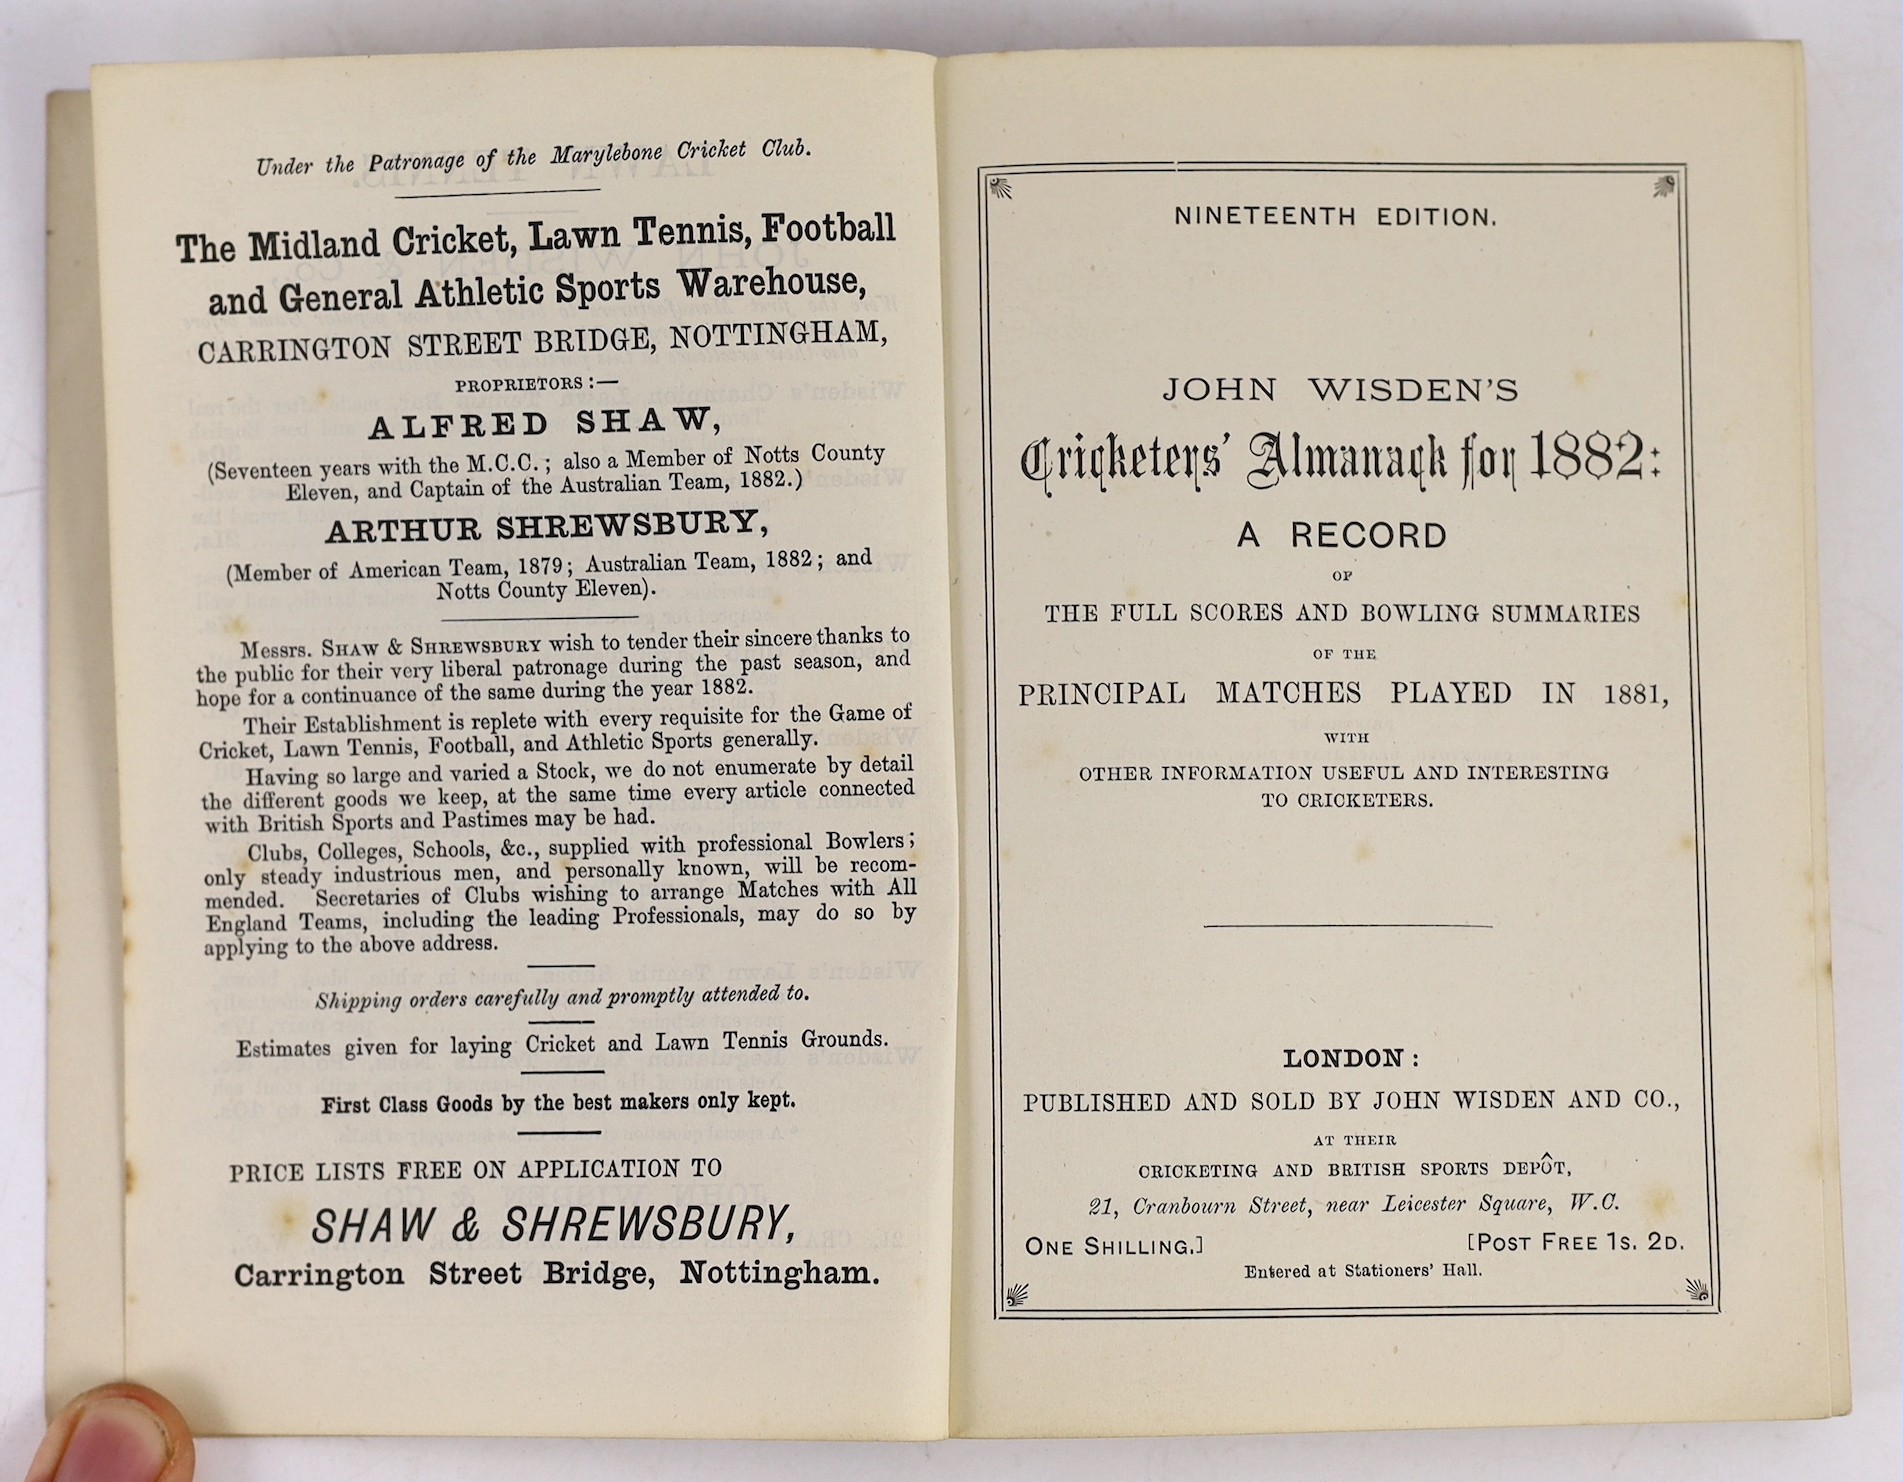 Under the Patronage of the Marylebone Cricket Club.
The Midland Cricket, Lawn Tennis, Football
and General Athletic Sports Warehouse,
CARRINGTON STREET BRIDGE, NOTTINGHAM,
PROPRIETORS :—
ALFRED SHAW,
(Seventeen years with the M.C.C. ; also a Member of Notts County
Eleven, and Captain of the Australian Team, 1882.)
ARTHUR SHREWSBURY,
(Member of American Team, 1879 ; Australian Team, 1882 ; and
Notts County Eleven).
Messrs. SHAW & SHREWSBURY wish to tender their sincere thanks to
the public for their very liberal patronage during the past season, and
hope for a continuance of the same during the year 1882.
Their Establishment is replete with every requisite for the Game of
Cricket, Lawn Tennis, Football, and Athletic Sports generally.
Having so large and varied a Stock, we do not enumerate by detail
the different goods we keep, at the same time every article connected
with British Sports and Pastimes may be had.
Clubs, Colleges, Schools, &c., supplied with professional Bowlers ;
only steady industrious men, and personally known, will be recom-
mended. Secretaries of Clubs wishing to arrange Matches with All
England Teams, including the leading Professionals, may do so by
applying to the above address.
Shipping orders carefully and promptly attended to.
Estimates given for laying Cricket and Lawn Tennis Grounds.
First Class Goods by the best makers only kept.
PRICE LISTS FREE ON APPLICATION TO
SHAW & SHREWSBURY,
Carrington Street Bridge, Nottingham.
NINETEENTH EDITION.
JOHN WISDEN'S
Cricketers' Almanack for 1882:
A RECORD
OF
THE FULL SCORES AND BOWLING SUMMARIES
OF THE
PRINCIPAL MATCHES PLAYED IN 1881,
WITH
OTHER INFORMATION USEFUL AND INTERESTING
TO CRICKETERS.
LONDON :
PUBLISHED AND SOLD BY JOHN WISDEN AND CO.,
AT THEIR
CRICKETING AND BRITISH SPORTS DEPÔT,
21, Cranbourn Street, near Leicester Square, W.C.
ONE SHILLING.] [POST FREE 1S. 2D.
Entered at Stationers' Hall.